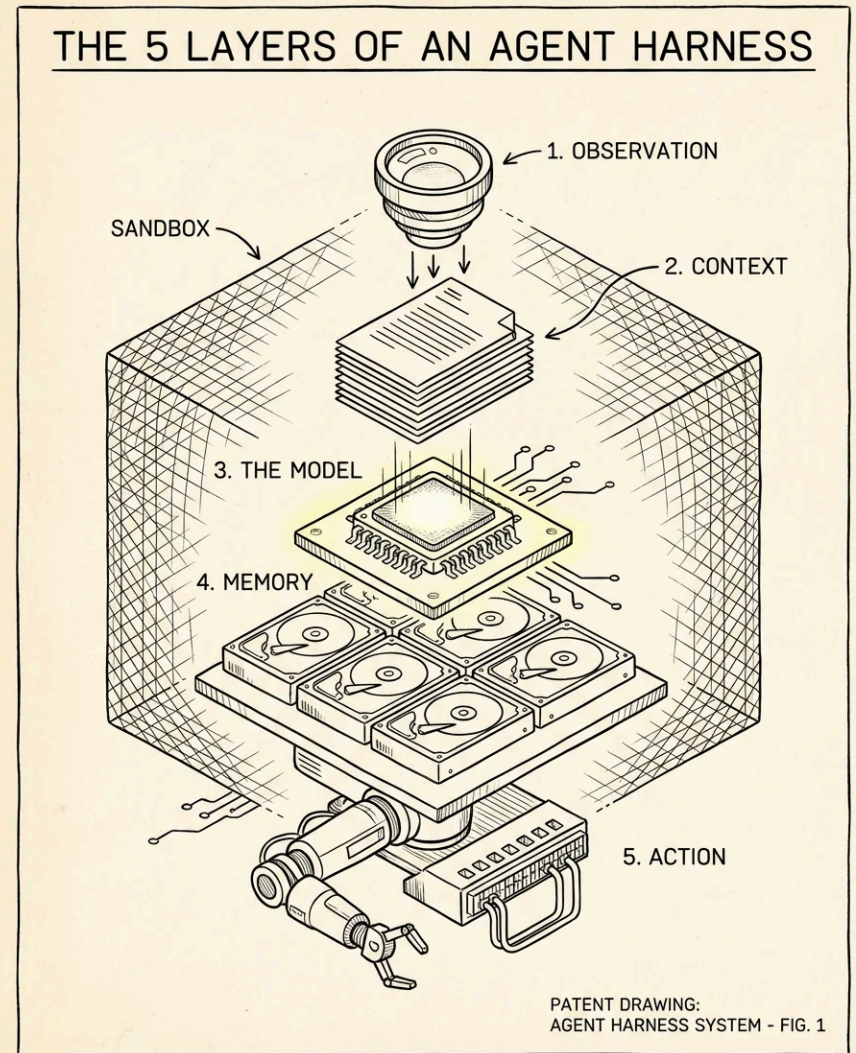 THE 5 LAYERS OF AN AGENT HARNESS
1. OBSERVATION
SANDBOX
2. CONTEXT
3. THE MODEL
4. MEMORY
5. ACTION
PATENT DRAWING:
AGENT HARNESS SYSTEM - FIG. 1